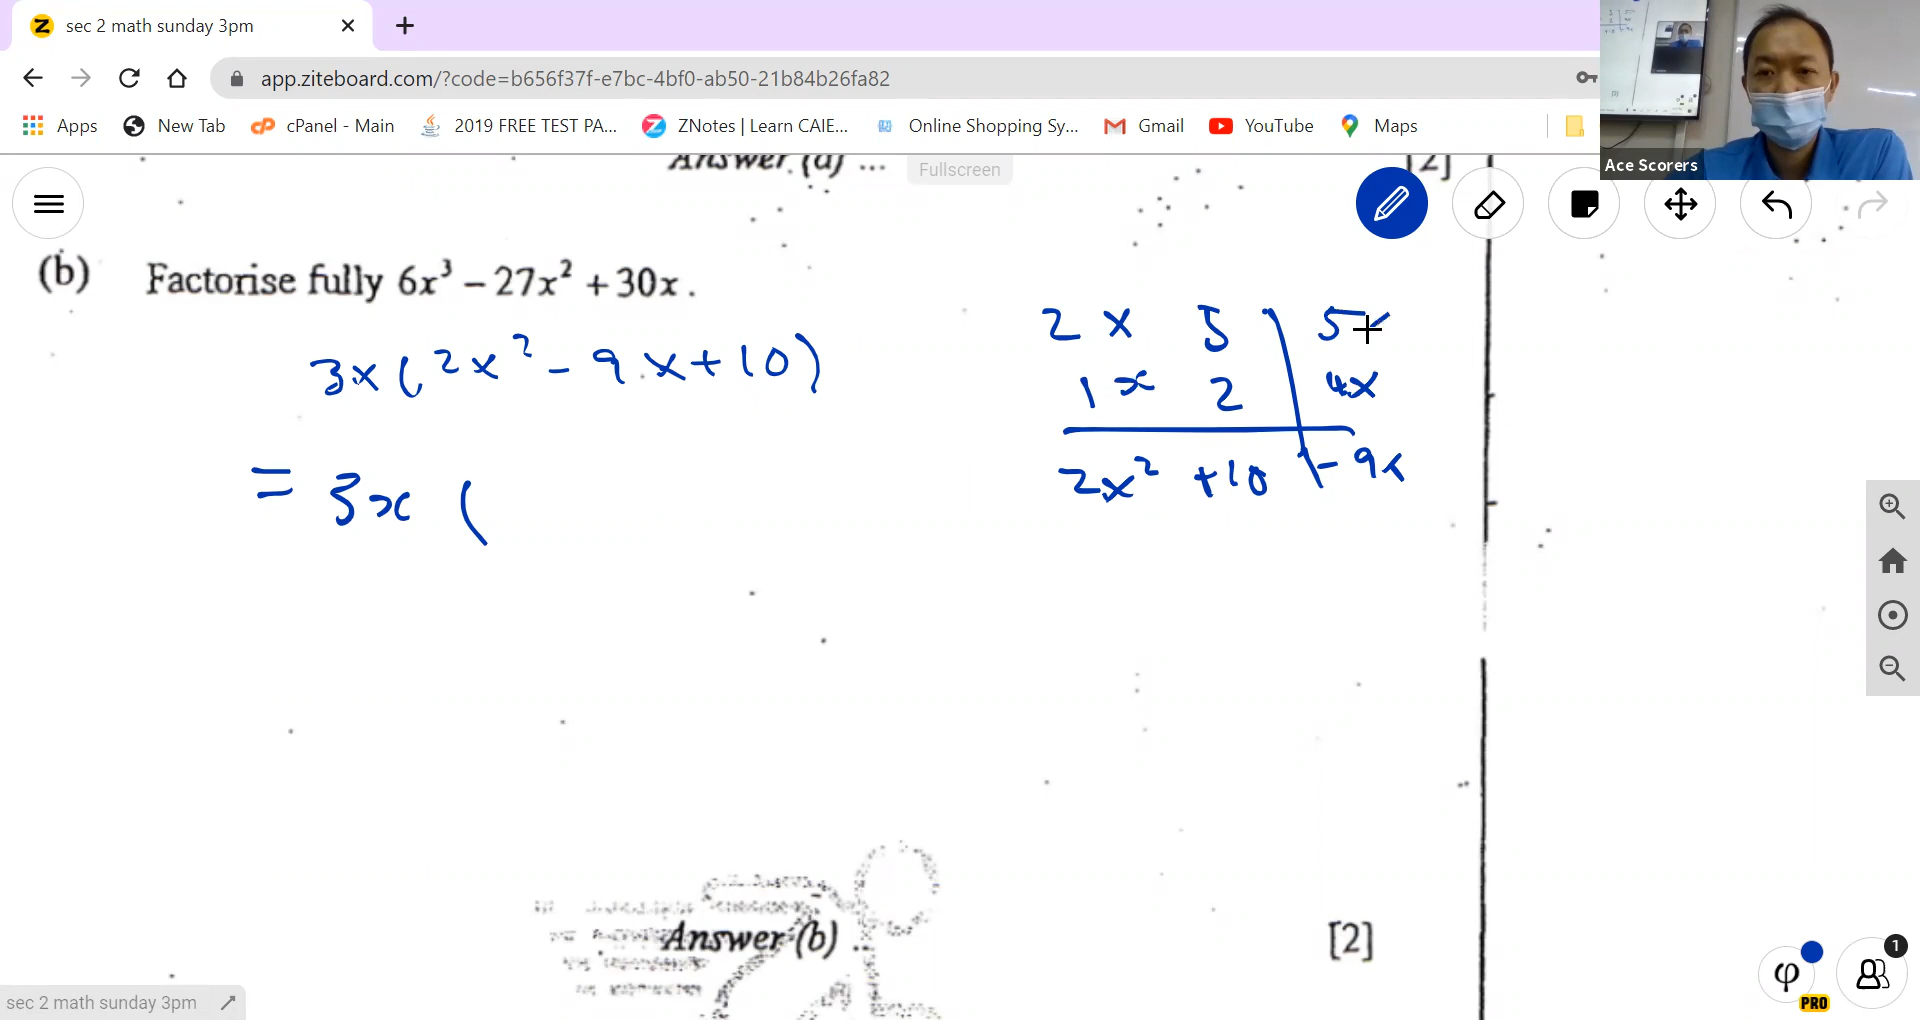 sec 2 math sunday 3pm
app.ziteboard.com/?code=b656f37f-e7bc-4bf0-ab50-21b84b26fa82
Apps New Tab cPanel - Main 2019 FREE TEST PA... ZNotes | Learn CAIE... Online Shopping Sy... Gmail YouTube Maps
Ace Scorers
Answer (a) ... [2]
Fullscreen
(b) Factorise fully 6x³ − 27x² + 30x.
3x(2x² - 9x+10)
= 3x (
2x 5 5x
1x 2 4x
2x² +10 -9x
Answer (b) .. [2]
sec 2 math sunday 3pm
φ PRO
1